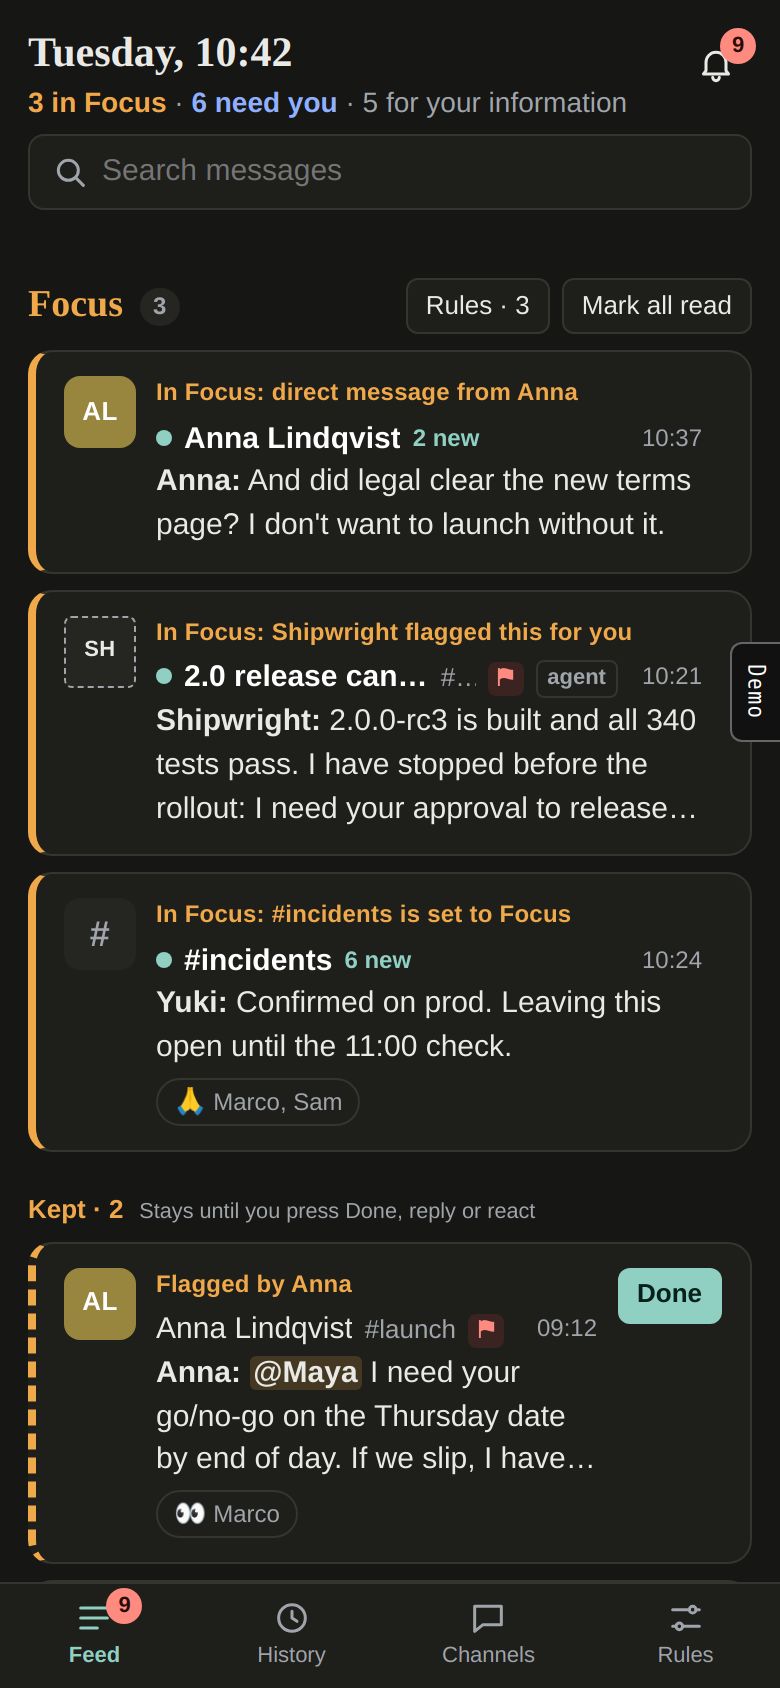 Tuesday, 10:42
9
3 in Focus · 6 need you · 5 for your information
Search messages
Focus 3 Rules · 3 Mark all read
AL
In Focus: direct message from Anna
Anna Lindqvist 2 new 10:37
Anna: And did legal clear the new terms
page? I don't want to launch without it.
SH
In Focus: Shipwright flagged this for you
2.0 release can… #… agent 10:21
Shipwright: 2.0.0-rc3 is built and all 340
tests pass. I have stopped before the
rollout: I need your approval to release…
Demo
#
In Focus: #incidents is set to Focus
#incidents 6 new 10:24
Yuki: Confirmed on prod. Leaving this
open until the 11:00 check.
🙏 Marco, Sam
Kept · 2 Stays until you press Done, reply or react
AL
Flagged by Anna
Done
Anna Lindqvist #launch 09:12
Anna: @Maya I need your
go/no-go on the Thursday date
by end of day. If we slip, I have…
👀 Marco
9
Feed History Channels Rules